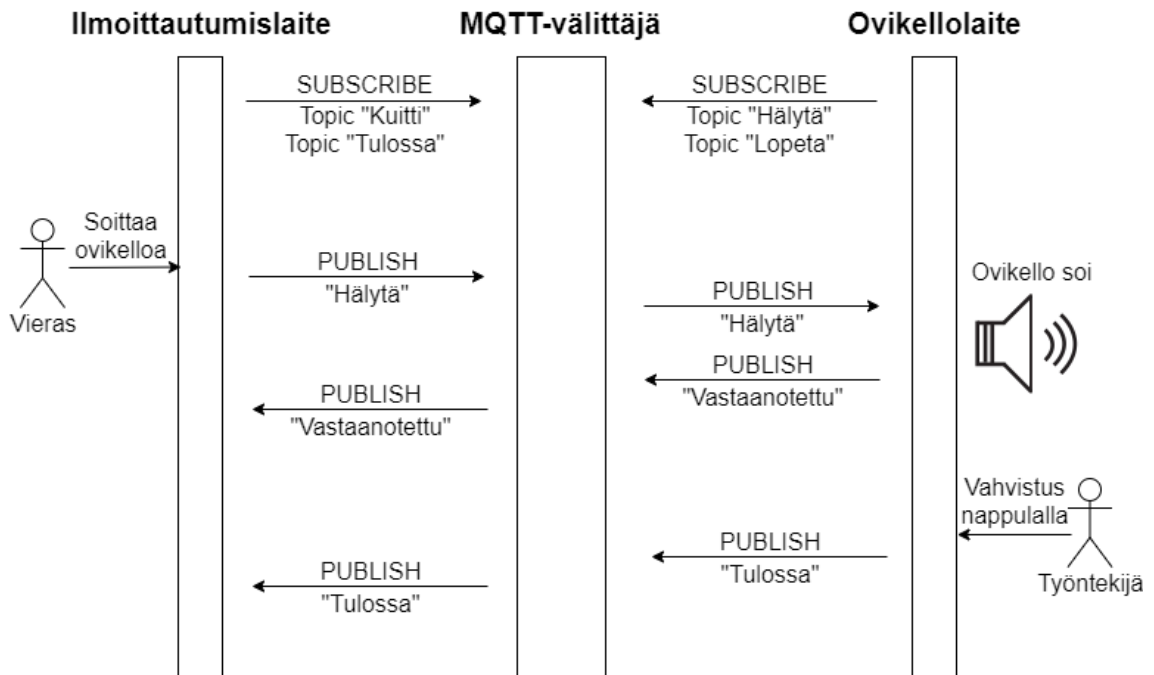 Ilmoittautumislaite
MQTT-välittäjä
Ovikellolaite
SUBSCRIBE
Topic "Kuitti"
Topic "Tulossa"
SUBSCRIBE
Topic "Hälytä"
Topic "Lopeta"
Soittaa
ovikelloa
Vieras
PUBLISH
"Hälytä"
PUBLISH
"Hälytä"
Ovikello soi
PUBLISH
"Vastaanotettu"
PUBLISH
"Vastaanotettu"
Vahvistus
nappulalla
Työntekijä
PUBLISH
"Tulossa"
PUBLISH
"Tulossa"